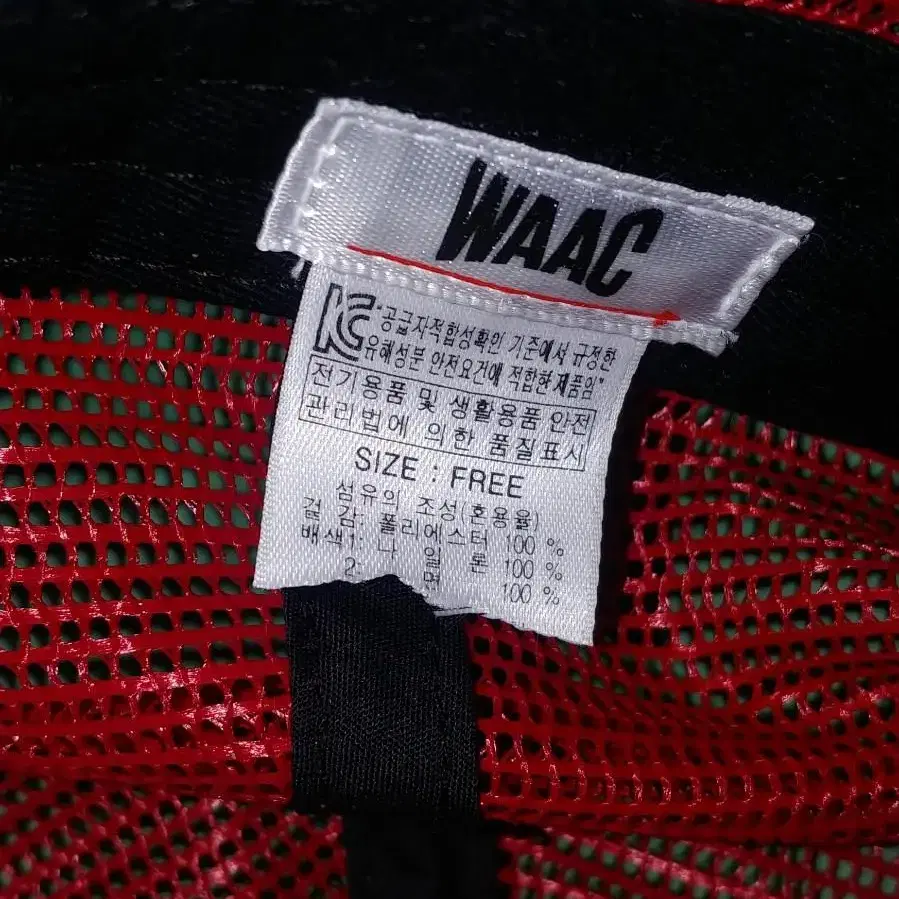 WAAC
KC "공급자적합성확인 기준에서 규정한
유해성분 안전요건에 적합한 제품임"
전기용품 및 생활용품 안전
관리법에 의한 품질표시
SIZE : FREE
섬유의 조성(혼용율)
겉 감: 폴리에스터 100 %
배색1: 나 일 론 100 %
2: 면 100 %